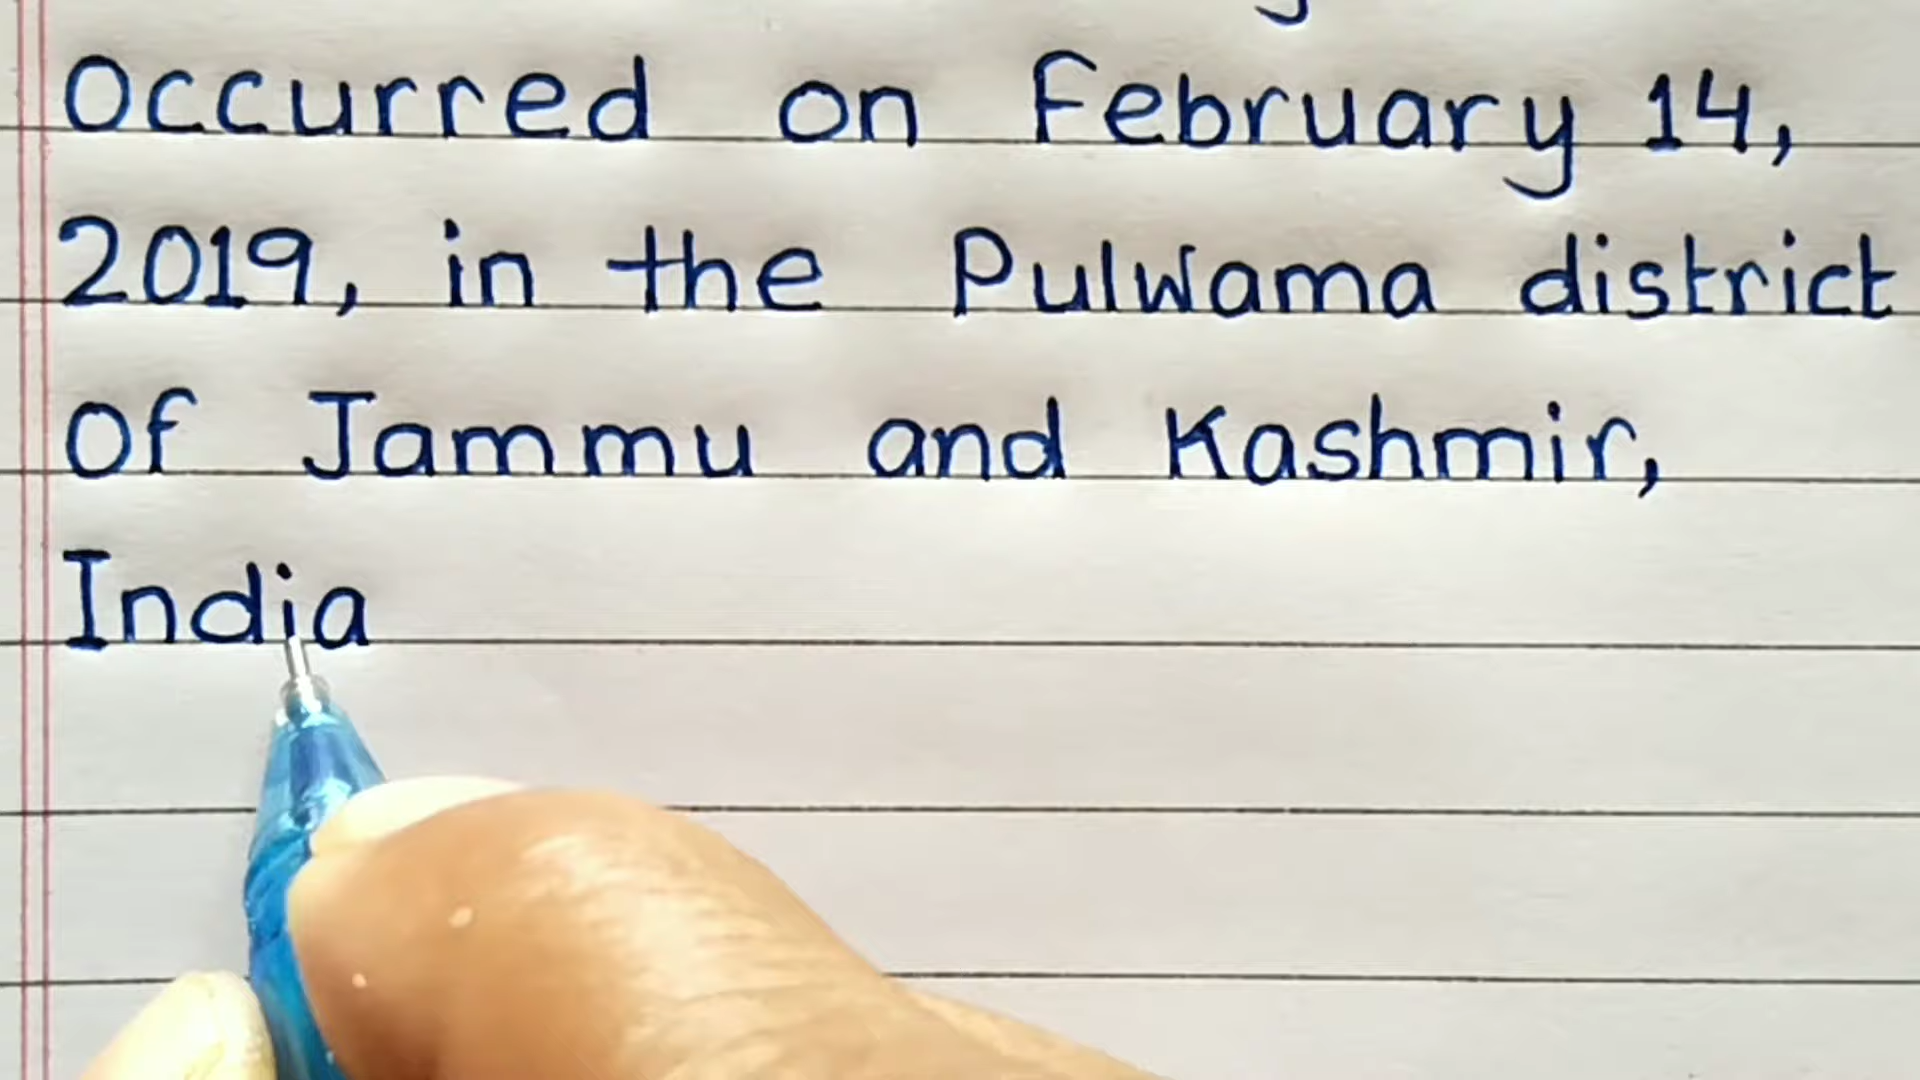 occurred on February 14,
2019, in the Pulwama district
of Jammu and Kashmir,
India